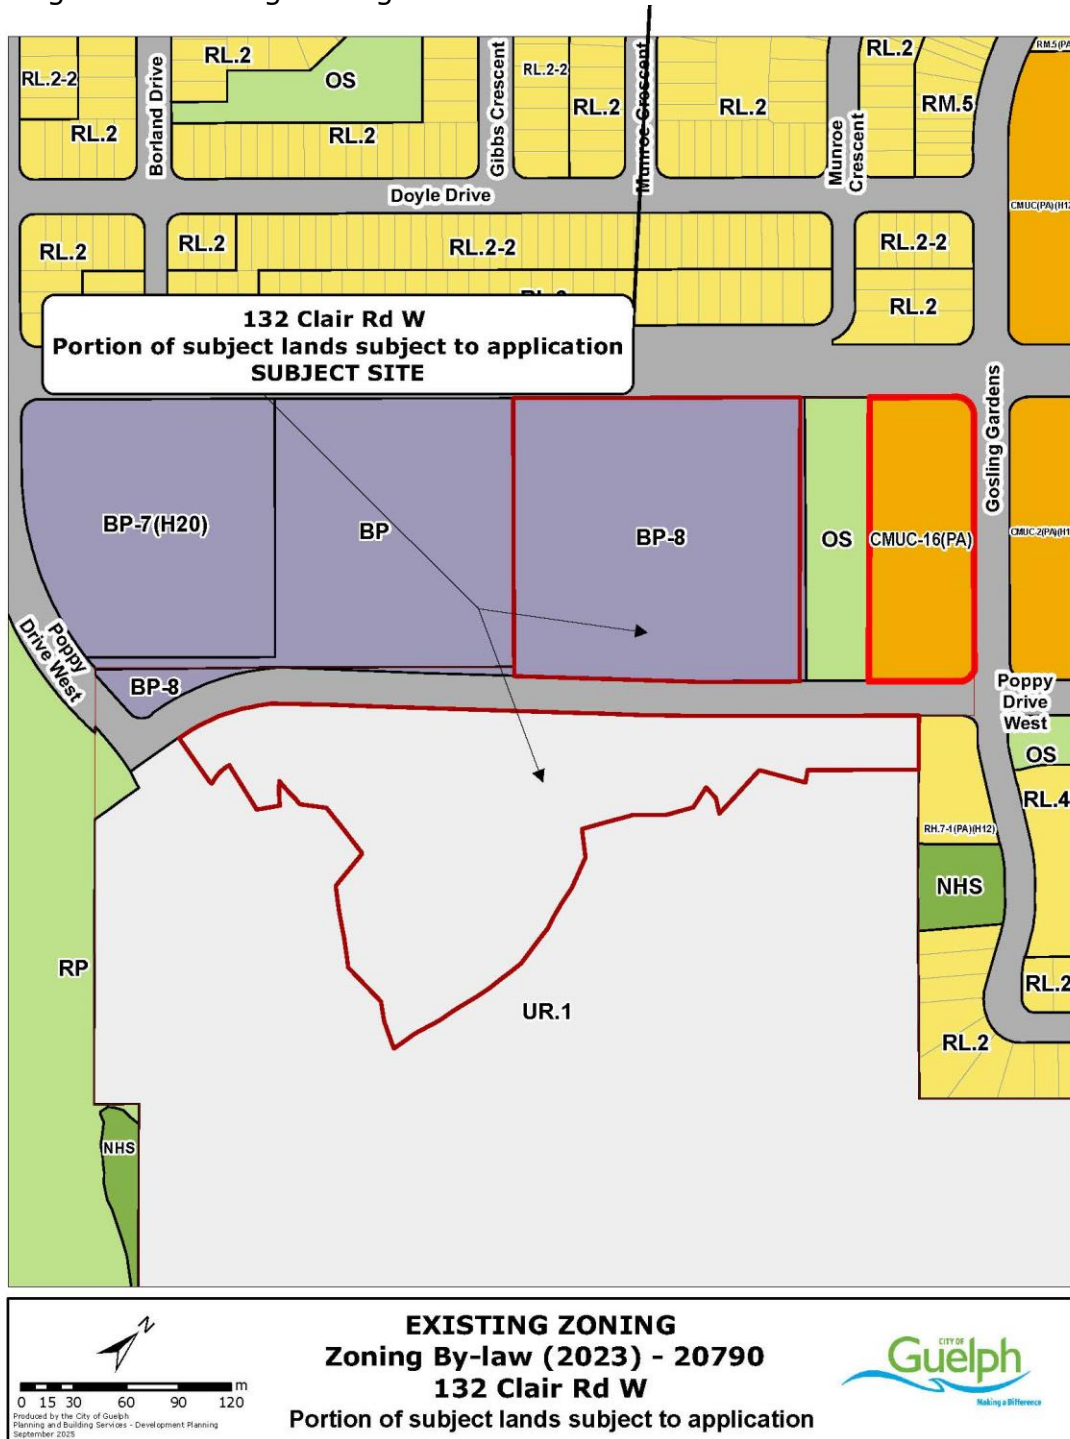 RL.2-2
RL.2
Borland Drive
RL.2
OS
RL.2
Gibbs Crescent
RL.2-2
RL.2
Munroe Crescent
RL.2
Munroe
Crescent
RL.2
RM.5
Doyle Drive
RL.2
RL.2
RL.2-2
RL.2-2
RL.2
132 Clair Rd W
Portion of subject lands subject to application
SUBJECT SITE
Gosling Gardens
BP-7(H20)
BP
BP-8
OS
CMUC-16(PA)
Poppy
Drive West
BP-8
Poppy
Drive
West
OS
RL.4
RH.7-1(PA)(H12)
NHS
RP
UR.1
RL.2
RL.2
NHS
N
m
0 15 30 60 90 120
Produced by the City of Guelph
Planning and Building Services - Development Planning
September 2025
EXISTING ZONING
Zoning By-law (2023) - 20790
132 Clair Rd W
Portion of subject lands subject to application
CITY OF
Guelph
Making a Difference